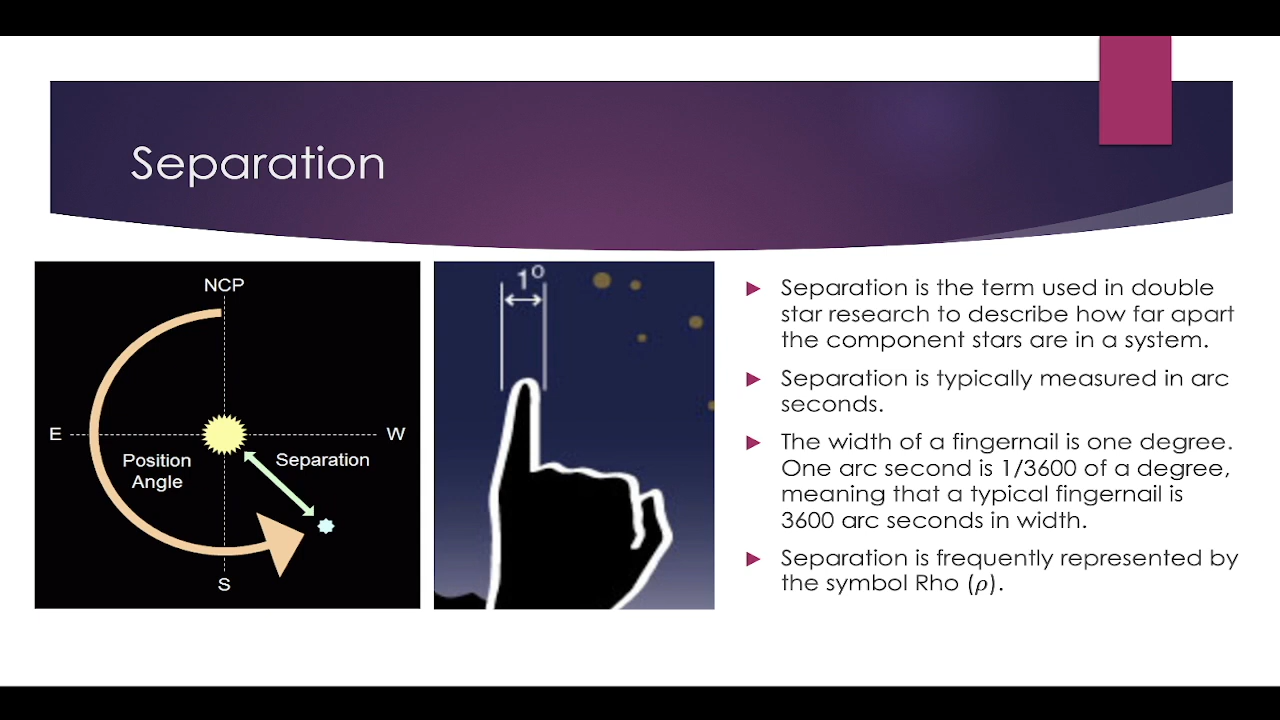 Separation
NCP
E
W
Position
Angle
Separation
S
1°
Separation is the term used in double
star research to describe how far apart
the component stars are in a system.
Separation is typically measured in arc
seconds.
The width of a fingernail is one degree.
One arc second is 1/3600 of a degree,
meaning that a typical fingernail is
3600 arc seconds in width.
Separation is frequently represented by
the symbol Rho (𝜌).